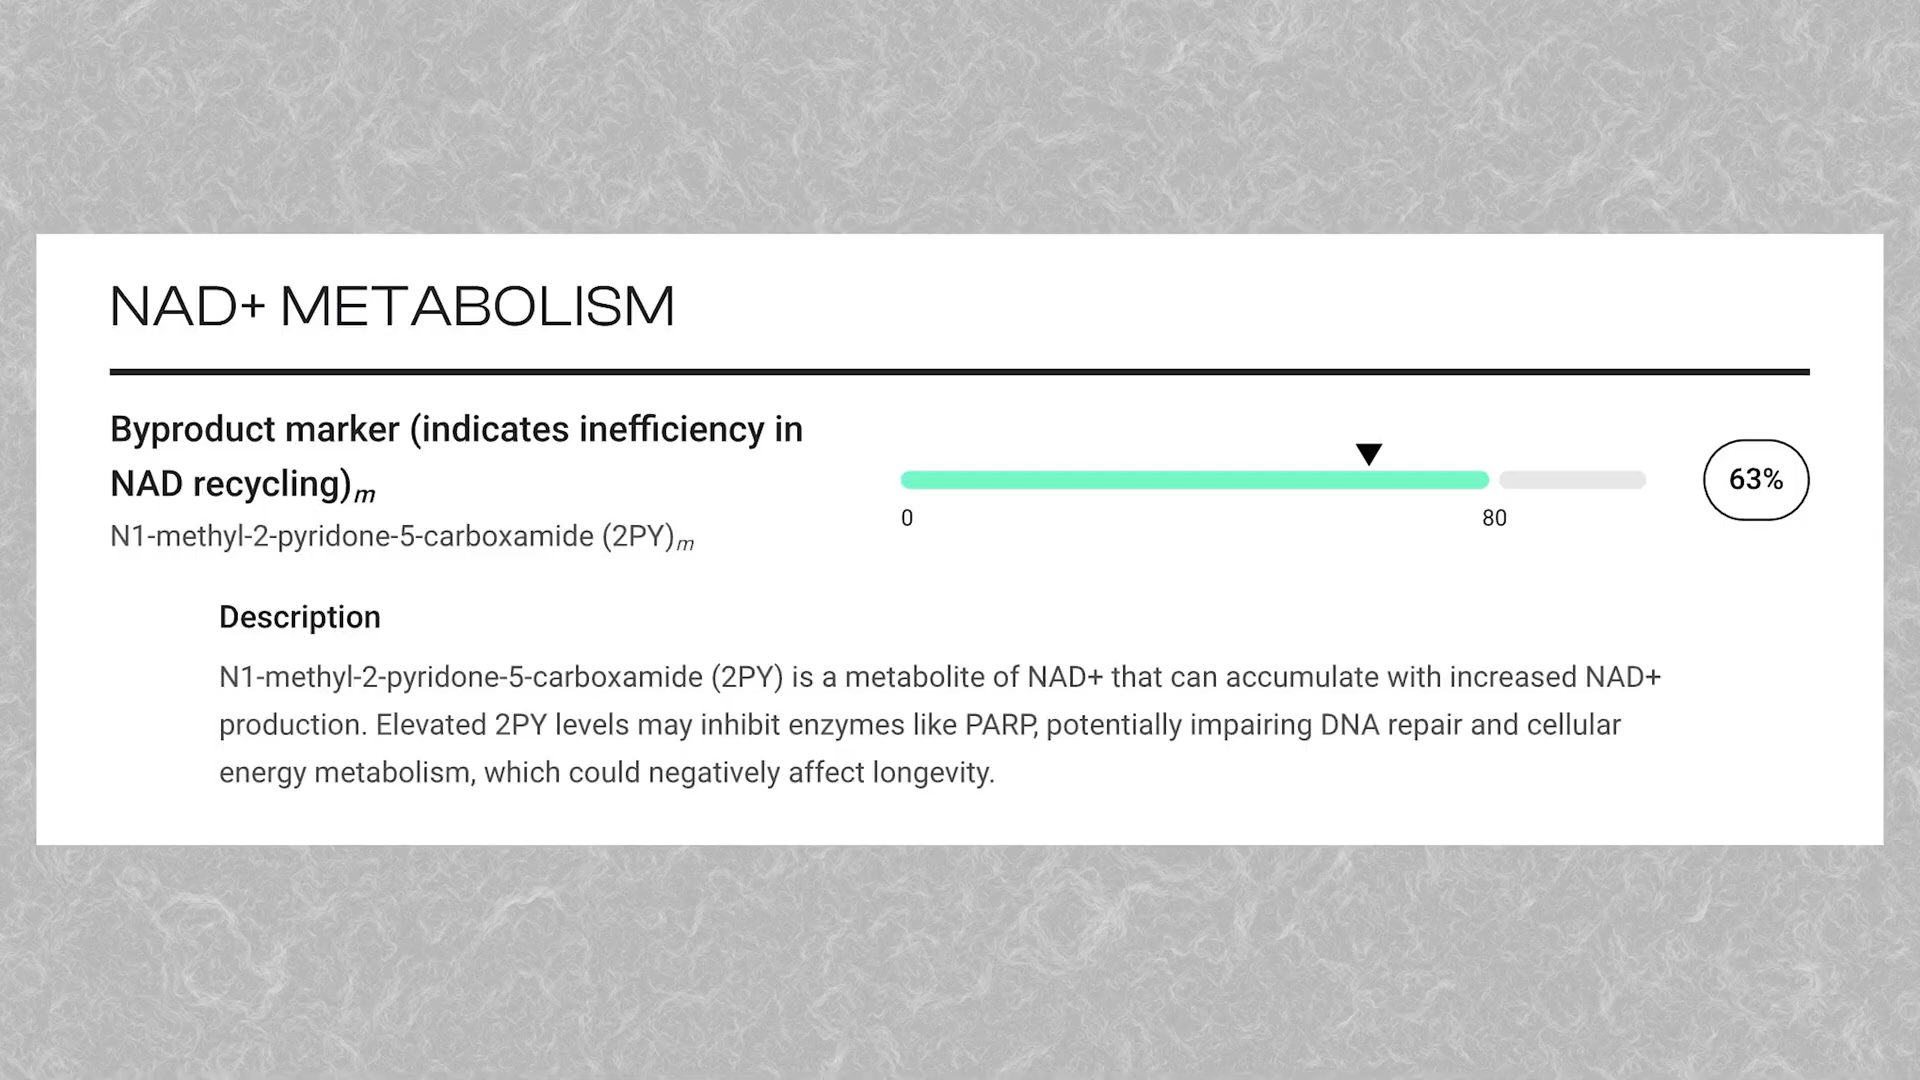 NAD+ METABOLISM
Byproduct marker (indicates inefficiency in
NAD recycling)m
N1-methyl-2-pyridone-5-carboxamide (2PY)m
0
80
63%
Description
N1-methyl-2-pyridone-5-carboxamide (2PY) is a metabolite of NAD+ that can accumulate with increased NAD+
production. Elevated 2PY levels may inhibit enzymes like PARP, potentially impairing DNA repair and cellular
energy metabolism, which could negatively affect longevity.